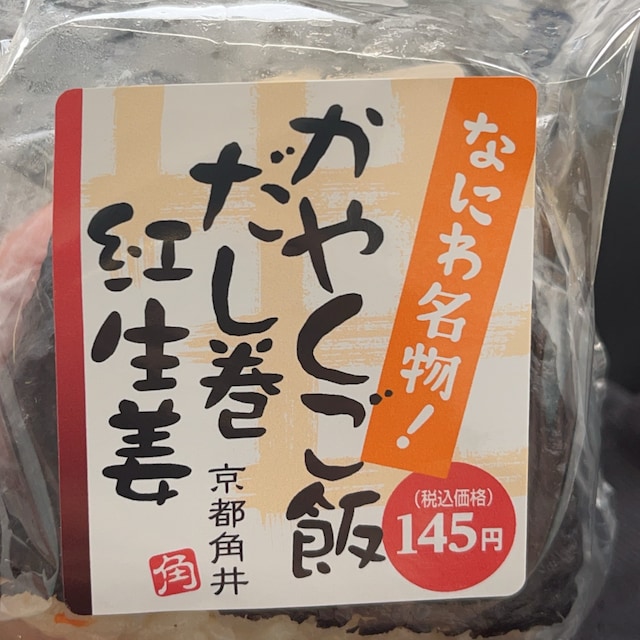 なにわ名物!
かやくご飯
だし巻
紅生姜
京都角井
角
(税込価格)
145円